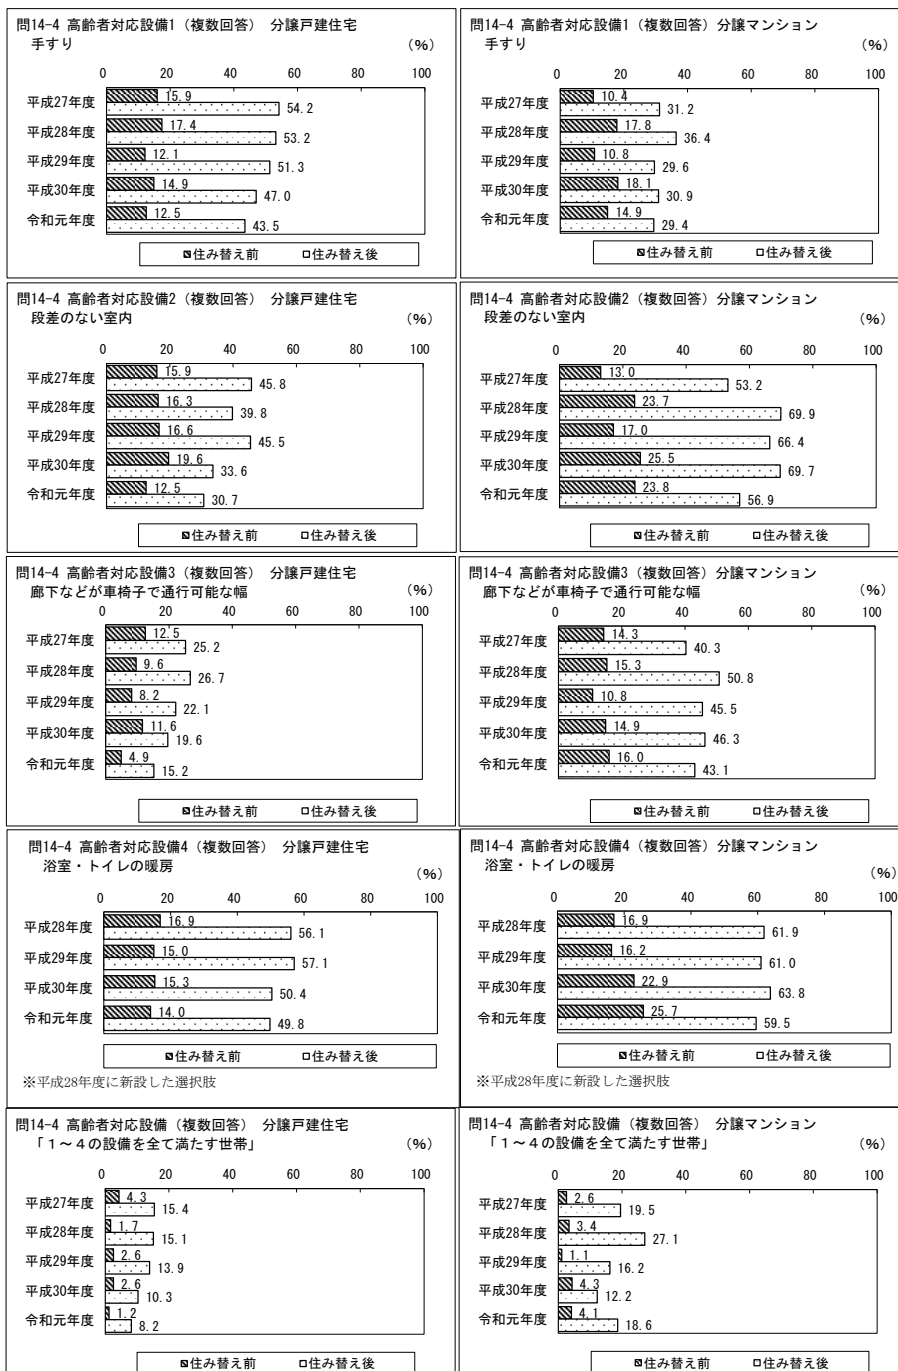 問14-4 高齢者対応設備1（複数回答） 分譲戸建住宅
手すり
(%)
0 20 40 60 80 100
平成27年度 15.9 54.2
平成28年度 17.4 53.2
平成29年度 12.1 51.3
平成30年度 14.9 47.0
令和元年度 12.5 43.5
住み替え前 住み替え後
問14-4 高齢者対応設備1（複数回答）分譲マンション
手すり
(%)
0 20 40 60 80 100
平成27年度 10.4 31.2
平成28年度 17.8 36.4
平成29年度 10.8 29.6
平成30年度 18.1 30.9
令和元年度 14.9 29.4
住み替え前 住み替え後
問14-4 高齢者対応設備2（複数回答） 分譲戸建住宅
段差のない室内
(%)
0 20 40 60 80 100
平成27年度 15.9 45.8
平成28年度 16.3 39.8
平成29年度 16.6 45.5
平成30年度 19.6 33.6
令和元年度 12.5 30.7
住み替え前 住み替え後
問14-4 高齢者対応設備2（複数回答）分譲マンション
段差のない室内
(%)
0 20 40 60 80 100
平成27年度 13.0 53.2
平成28年度 23.7 69.9
平成29年度 17.0 66.4
平成30年度 25.5 69.7
令和元年度 23.8 56.9
住み替え前 住み替え後
問14-4 高齢者対応設備3（複数回答） 分譲戸建住宅
廊下などが車椅子で通行可能な幅
(%)
0 20 40 60 80 100
平成27年度 12.5 25.2
平成28年度 9.6 26.7
平成29年度 8.2 22.1
平成30年度 11.6 19.6
令和元年度 4.9 15.2
住み替え前 住み替え後
問14-4 高齢者対応設備3（複数回答）分譲マンション
廊下などが車椅子で通行可能な幅
(%)
0 20 40 60 80 100
平成27年度 14.3 40.3
平成28年度 15.3 50.8
平成29年度 10.8 45.5
平成30年度 14.9 46.3
令和元年度 16.0 43.1
住み替え前 住み替え後
問14-4 高齢者対応設備4（複数回答） 分譲戸建住宅
浴室・トイレの暖房
(%)
0 20 40 60 80 100
平成28年度 16.9 56.1
平成29年度 15.0 57.1
平成30年度 15.3 50.4
令和元年度 14.0 49.8
住み替え前 住み替え後
※平成28年度に新設した選択肢
問14-4 高齢者対応設備4（複数回答）分譲マンション
浴室・トイレの暖房
(%)
0 20 40 60 80 100
平成28年度 16.9 61.9
平成29年度 16.2 61.0
平成30年度 22.9 63.8
令和元年度 25.7 59.5
住み替え前 住み替え後
※平成28年度に新設した選択肢
問14-4 高齢者対応設備（複数回答） 分譲戸建住宅
「１～４の設備を全て満たす世帯」
(%)
0 20 40 60 80 100
平成27年度 4.3 15.4
平成28年度 1.7 15.1
平成29年度 2.6 13.9
平成30年度 2.6 10.3
令和元年度 1.2 8.2
住み替え前 住み替え後
問14-4 高齢者対応設備（複数回答）分譲マンション
「１～４の設備を全て満たす世帯」
(%)
0 20 40 60 80 100
平成27年度 2.6 19.5
平成28年度 3.4 27.1
平成29年度 1.1 16.2
平成30年度 4.3 12.2
令和元年度 4.1 18.6
住み替え前 住み替え後